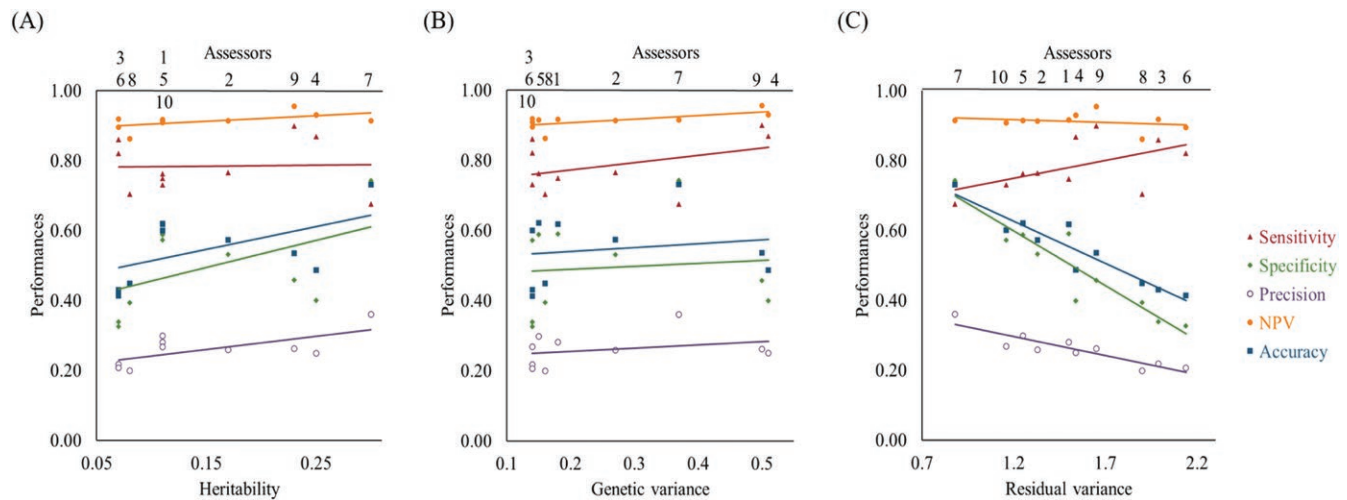 (A)
Assessors
3 1
6 8 5 2 9 4 7
10
1.00
0.80
0.60
0.40
0.20
0.00
Performances
0.05 0.15 0.25
Heritability
(B)
Assessors
3
6 581 2 7 9 4
10
1.00
0.80
0.60
0.40
0.20
0.00
Performances
0.1 0.2 0.3 0.4 0.5
Genetic variance
(C)
Assessors
7 10 5 2 1 4 9 8 3 6
1.00
0.80
0.60
0.40
0.20
0.00
Performances
0.7 1.2 1.7 2.2
Residual variance
Sensitivity
Specificity
Precision
NPV
Accuracy